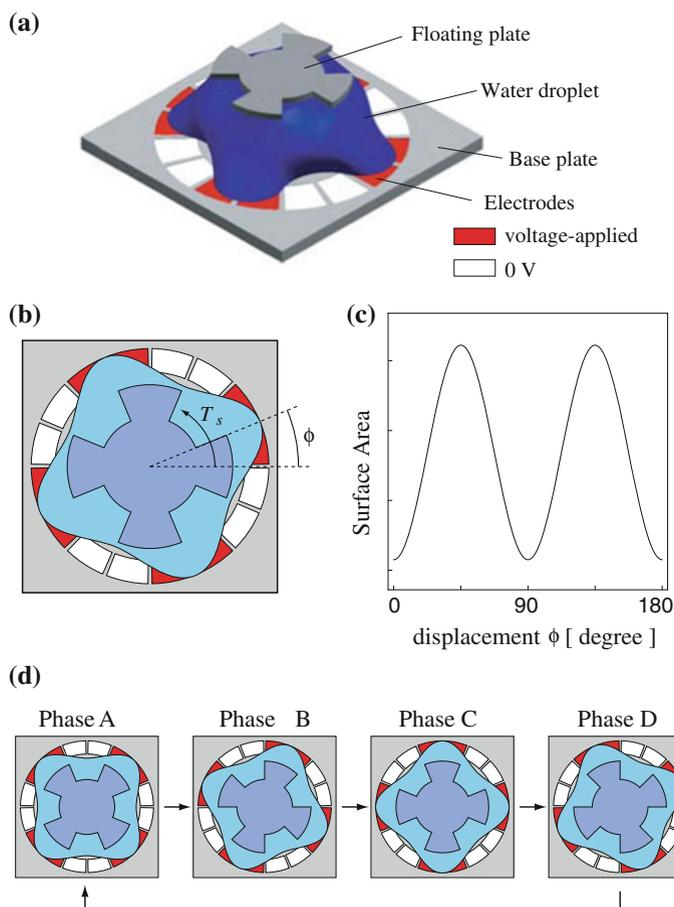 (a)
Floating plate
Water droplet
Base plate
Electrodes
voltage-applied
0 V
(b)
T s
ϕ
(c)
Surface Area
0 90 180
displacement ϕ [ degree ]
(d)
Phase A Phase B Phase C Phase D